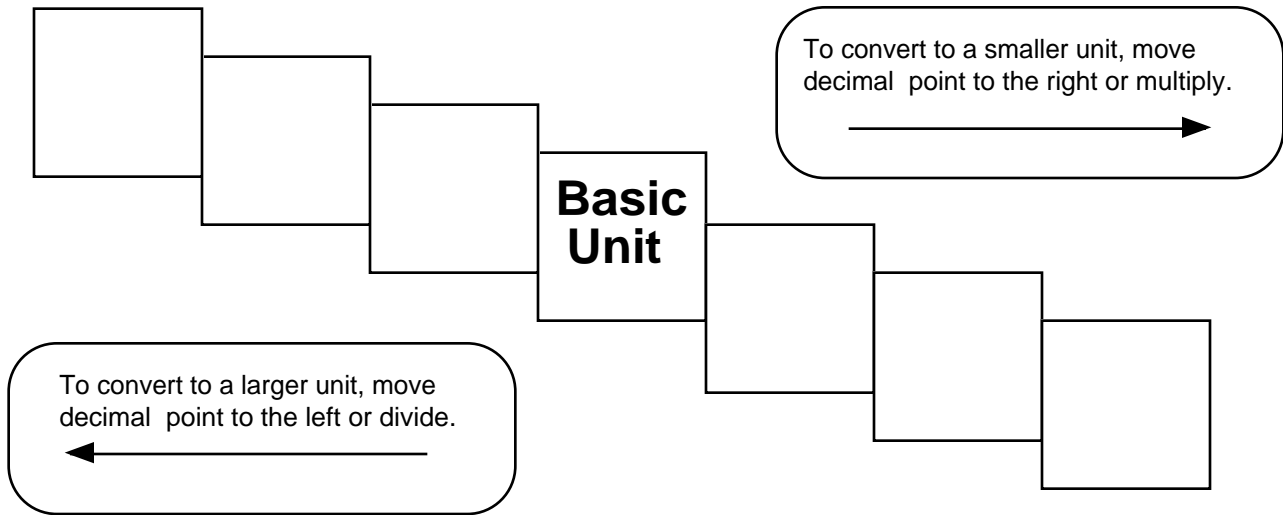 To convert to a smaller unit, move
decimal  point to the right or multiply.
Basic
Unit
To convert to a larger unit, move
decimal  point to the left or divide.